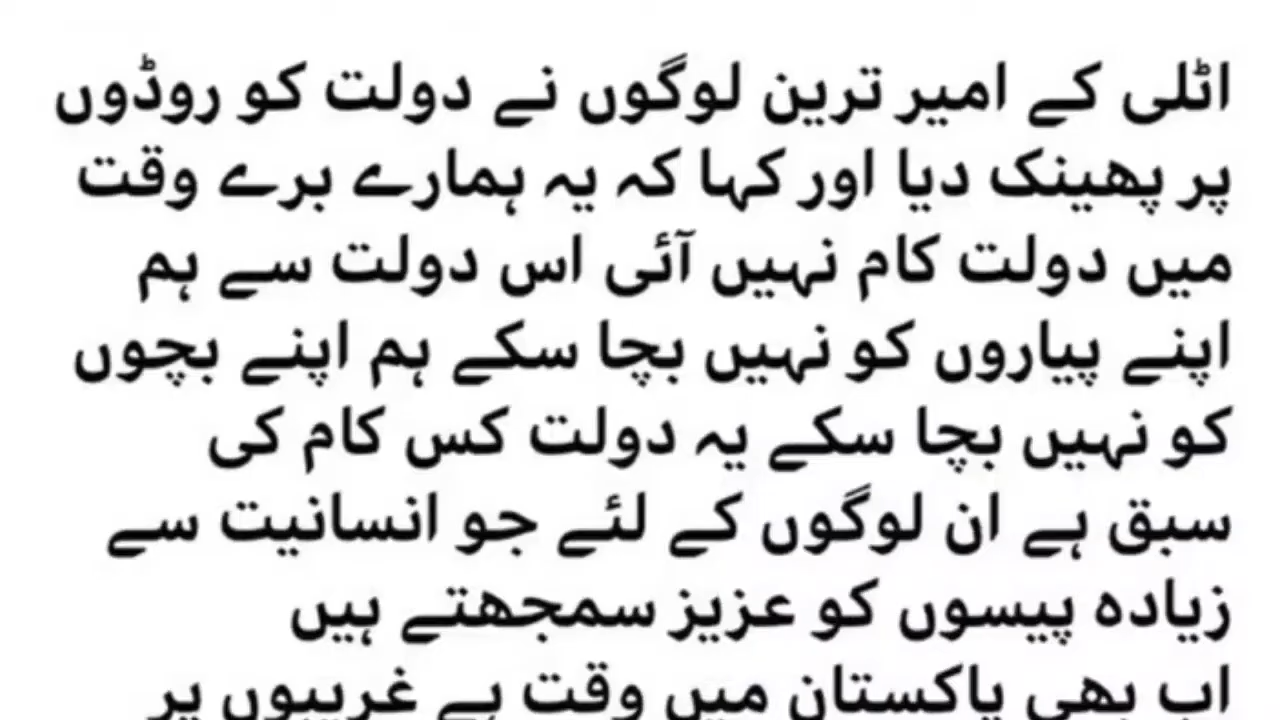 اٹلی کے امیر ترین لوگوں نے دولت کو روڈوں
پر پھینک دیا اور کہا کہ یہ ہمارے برے وقت
میں دولت کام نہیں آئی اس دولت سے ہم
اپنے پیاروں کو نہیں بچا سکے ہم اپنے بچوں
کو نہیں بچا سکے یہ دولت کس کام کی
سبق ہے ان لوگوں کے لئے جو انسانیت سے
زیادہ پیسوں کو عزیز سمجھتے ہیں
اب بھی پاکستان میں وقت ہے غریبوں پر